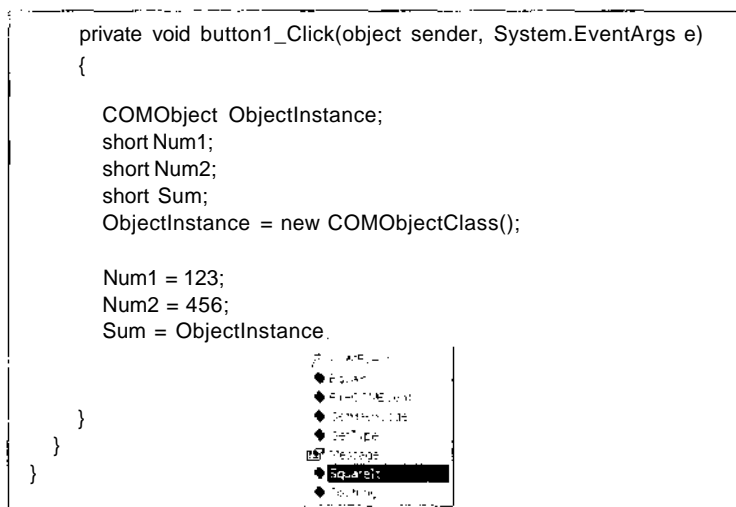 private void button1_Click(object sender, System.EventArgs e)
{
COMObject ObjectInstance;
short Num1;
short Num2;
short Sum;
ObjectInstance = new COMObjectClass();
Num1 = 123;
Num2 = 456;
Sum = ObjectInstance.
GetType
Message
SquareIt
}
}
}